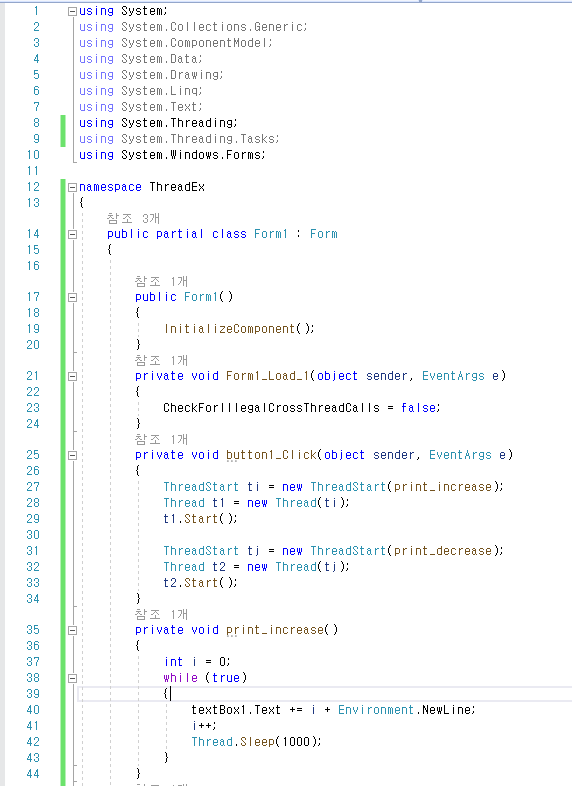 1 using System;
2 using System.Collections.Generic;
3 using System.ComponentModel;
4 using System.Data;
5 using System.Drawing;
6 using System.Linq;
7 using System.Text;
8 using System.Threading;
9 using System.Threading.Tasks;
10 using System.Windows.Forms;
11
12 namespace ThreadEx
13 {
참조 3개
14 public partial class Form1 : Form
15 {
16
참조 1개
17 public Form1()
18 {
19 InitializeComponent();
20 }
참조 1개
21 private void Form1_Load_1(object sender, EventArgs e)
22 {
23 CheckForIllegalCrossThreadCalls = false;
24 }
참조 1개
25 private void button1_Click(object sender, EventArgs e)
26 {
27 ThreadStart ti = new ThreadStart(print_increase);
28 Thread t1 = new Thread(ti);
29 t1.Start();
30
31 ThreadStart tj = new ThreadStart(print_decrease);
32 Thread t2 = new Thread(tj);
33 t2.Start();
34 }
참조 1개
35 private void print_increase()
36 {
37 int i = 0;
38 while (true)
39 {
40 textBox1.Text += i + Environment.NewLine;
41 i++;
42 Thread.Sleep(1000);
43 }
44 }